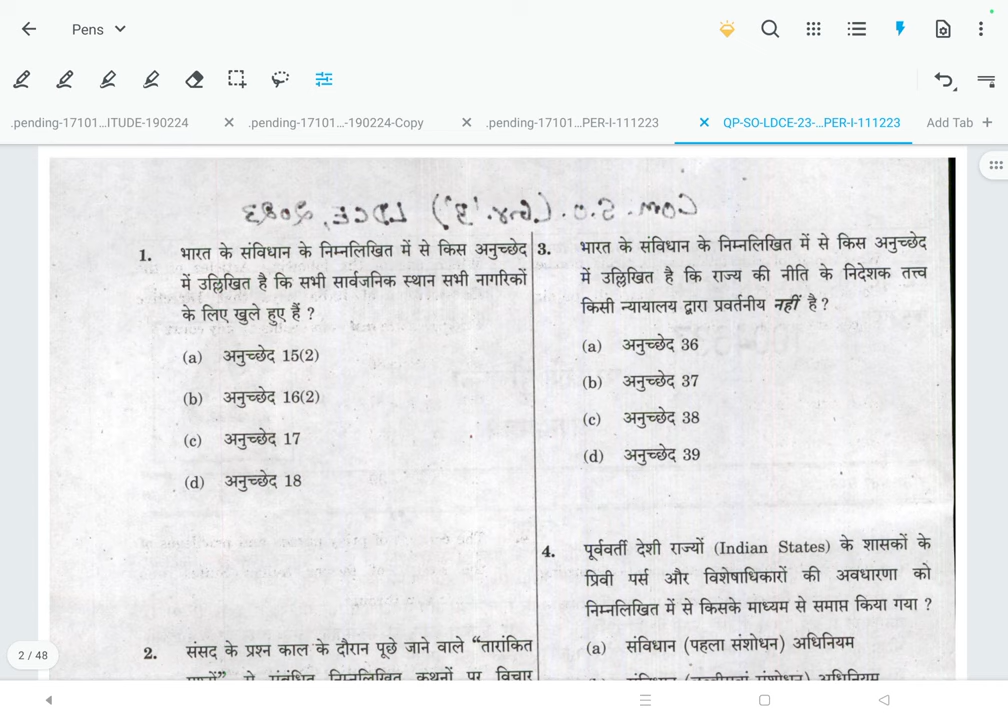 Pens
.pending-17101...ITUDE-190224
.pending-17101...-190224-Copy
.pending-17101...PER-I-111223
QP-SO-LDCE-23-...PER-I-111223
Add Tab +
Com. S.O. (Gr.'B') LDCE, 2023
1. भारत के संविधान के निम्नलिखित में से किस अनुच्छेद
में उल्लिखित है कि सभी सार्वजनिक स्थान सभी नागरिकों
के लिए खुले हुए हैं ?
(a) अनुच्छेद 15(2)
(b) अनुच्छेद 16(2)
(c) अनुच्छेद 17
(d) अनुच्छेद 18
2. संसद के प्रश्न काल के दौरान पूछे जाने वाले “तारांकित
3. भारत के संविधान के निम्नलिखित में से किस अनुच्छेद
में उल्लिखित है कि राज्य की नीति के निदेशक तत्त्व
किसी न्यायालय द्वारा प्रवर्तनीय नहीं है ?
(a) अनुच्छेद 36
(b) अनुच्छेद 37
(c) अनुच्छेद 38
(d) अनुच्छेद 39
4. पूर्ववर्ती देशी राज्यों (Indian States) के शासकों के
प्रिवी पर्स और विशेषाधिकारों की अवधारणा को
निम्नलिखित में से किसके माध्यम से समाप्त किया गया ?
(a) संविधान (पहला संशोधन) अधिनियम
2 / 48